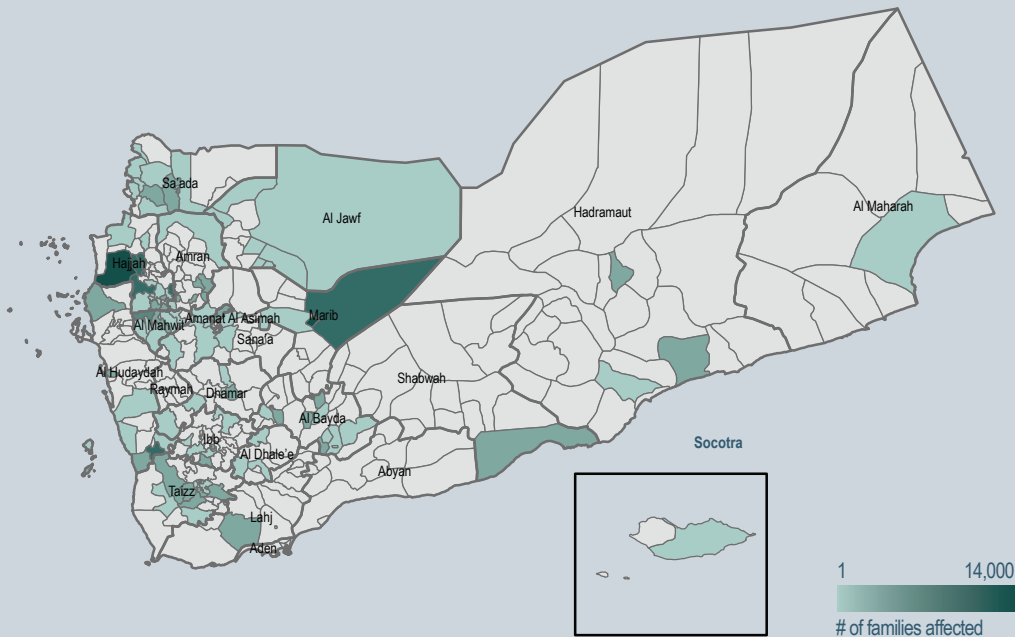 Sa'ada
Al Jawf
Hadramaut
Al Maharah
Hajjah
Amran
Marib
Al Mahwit
Amanat Al Asimah
Sana'a
Al Hudaydah
Raymah
Dhamar
Shabwah
Al Bayda
Ibb
Al Dhale'e
Abyan
Socotra
Taizz
Lahj
Aden
1
14,000
# of families affected